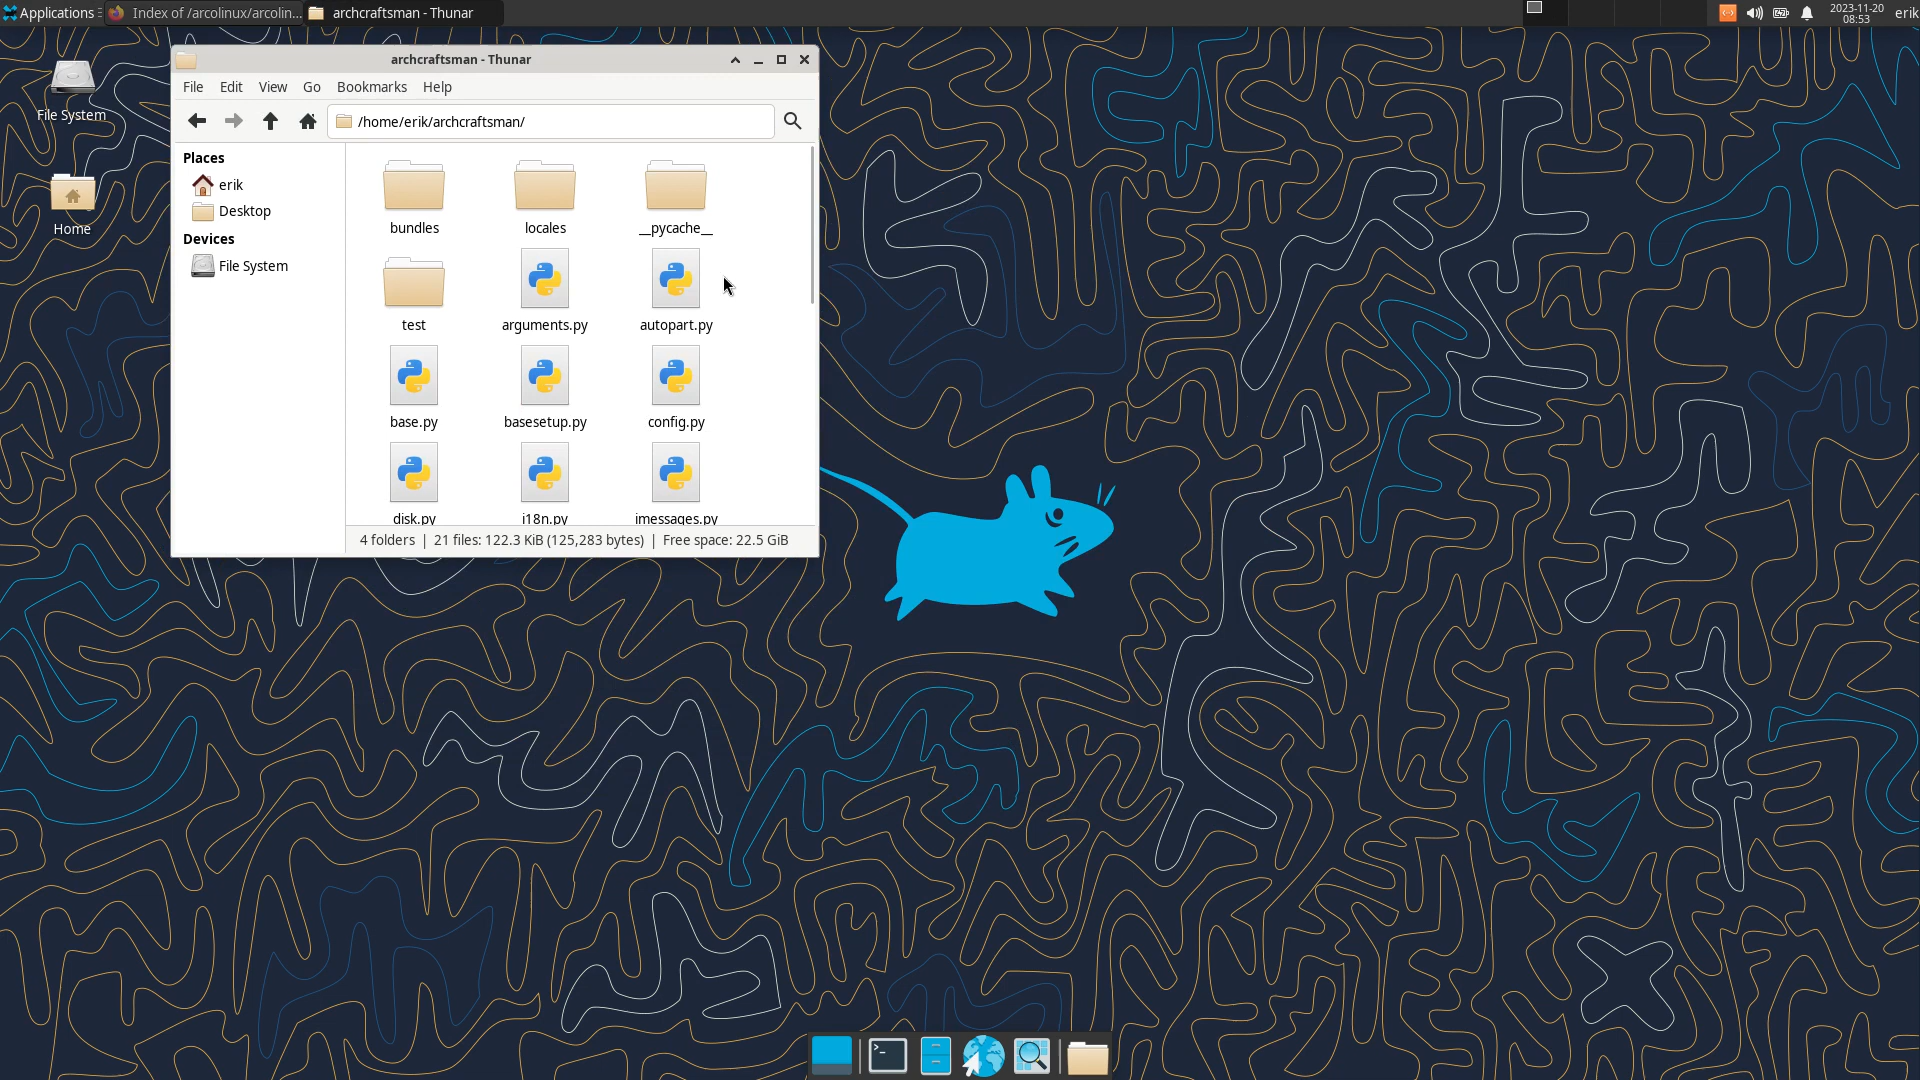 Applications Index of /arcolinux/arcolin... archcraftsman - Thunar 2023-11-20 erik
08:53
File System
Home
archcraftsman - Thunar
File Edit View Go Bookmarks Help
/home/erik/archcraftsman/
Places
erik
Desktop
Devices
File System
bundles locales __pycache__
test arguments.py autopart.py
base.py basesetup.py config.py
disk.py i18n.py imessages.py
4 folders | 21 files: 122.3 KiB (125,283 bytes) | Free space: 22.5 GiB